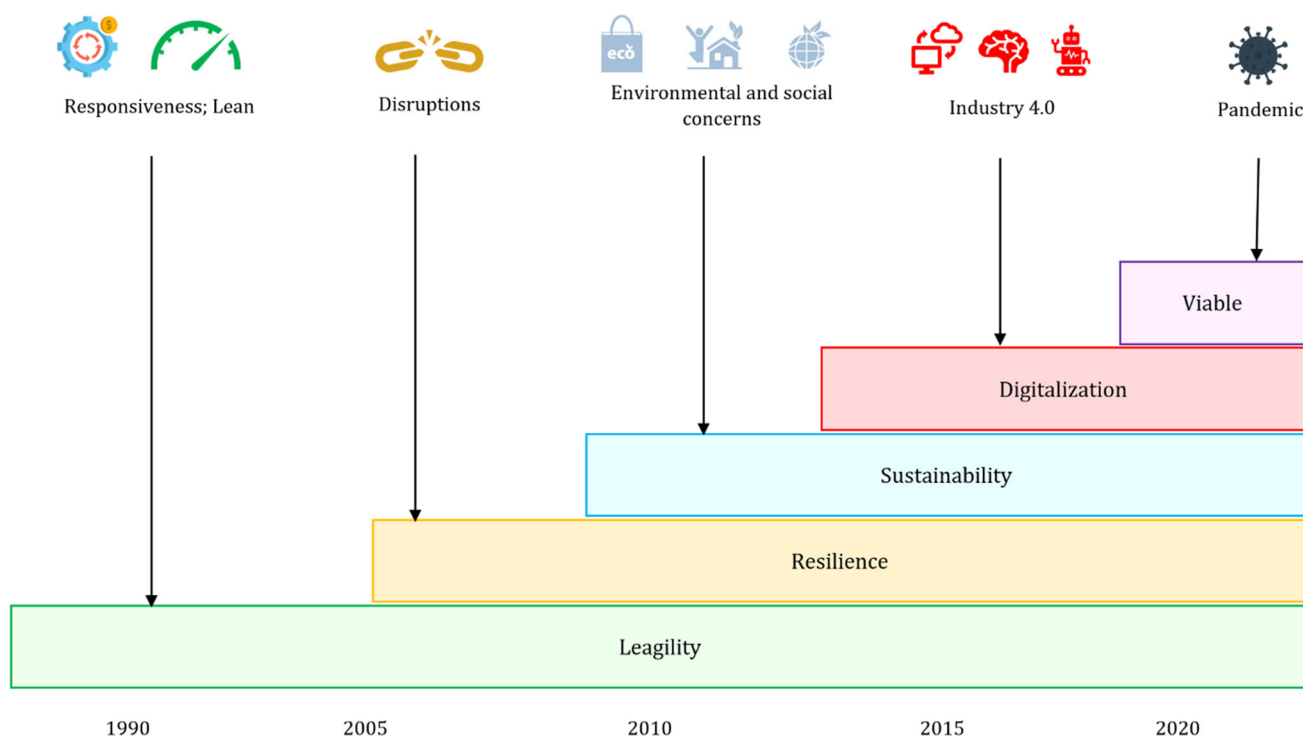 $
ecŏ
Responsiveness; Lean
Disruptions
Environmental and social
concerns
Industry 4.0
Pandemic
Viable
Digitalization
Sustainability
Resilience
Leagility
1990
2005
2010
2015
2020